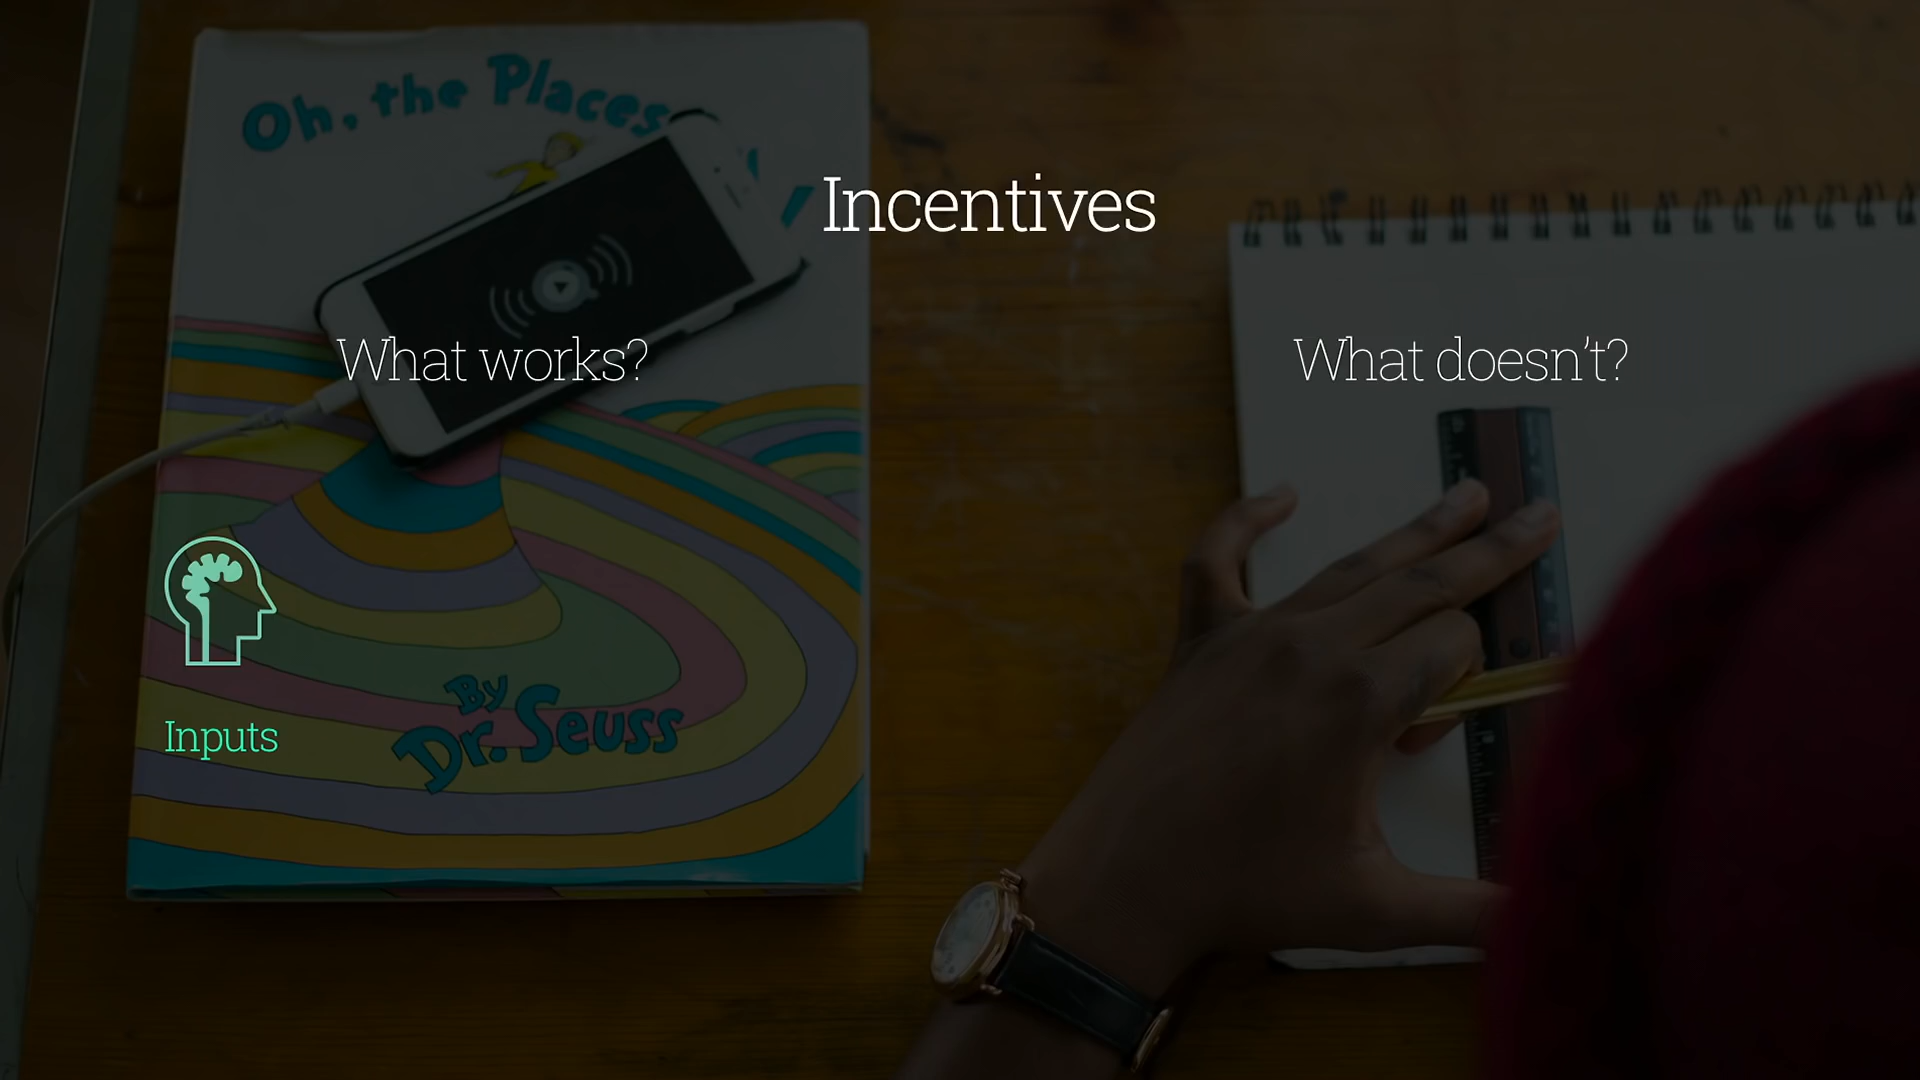 Oh, the Places
Incentives
What works?
What doesn't?
Inputs
By
Dr. Seuss